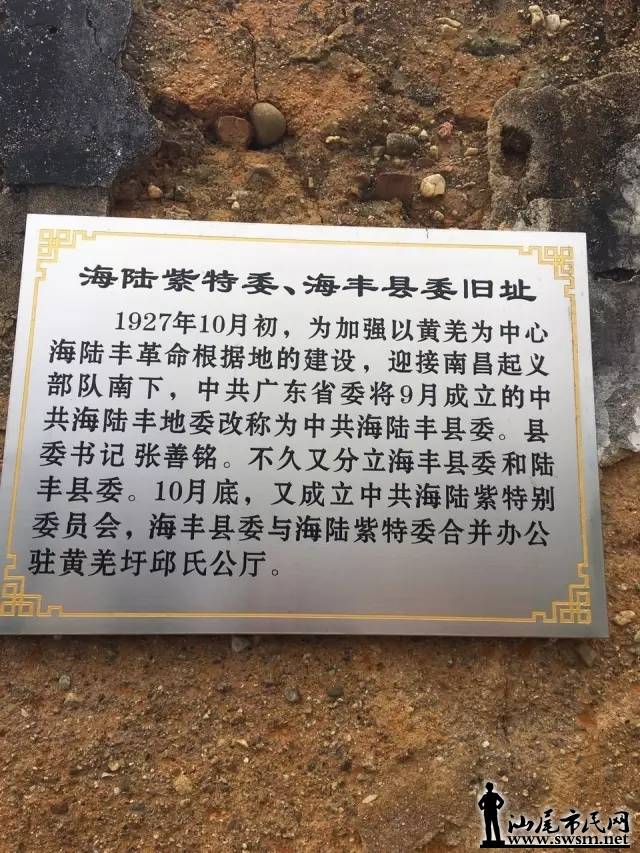 海陆紫特委、海丰县委旧址
1927年10月初，为加强以黄羌为中心
海陆丰革命根据地的建设，迎接南昌起义
部队南下，中共广东省委将9月成立的中
共海陆丰地委改称为中共海陆丰县委。县
委书记张善铭。不久又分立海丰县委和陆
丰县委。10月底，又成立中共海陆紫特别
委员会，海丰县委与海陆紫特委合并办公
驻黄羌圩邱氏公厅。
汕尾市民网
www.swsm.net